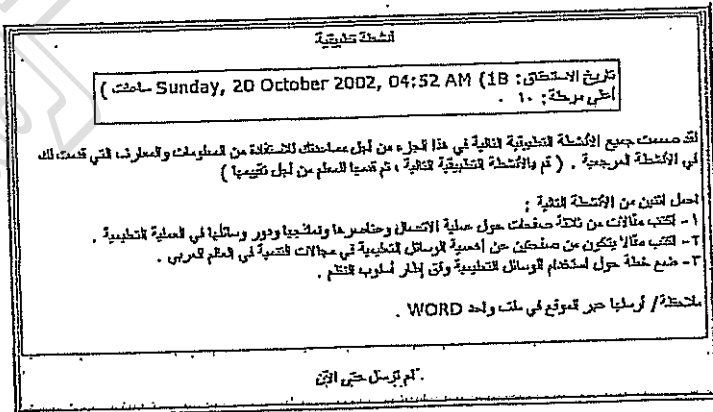 أنشطة تطبيقية
تاريخ الاستحقاق: Sunday, 20 October 2002, 04:52 AM (1B ساعات )
أعلى مرحلة: ١٠ .
لقد صممت جميع الأنشطة التطبيقية التالية في هذا الجزء من أجل مساعدتك للاستفادة من المعلومات والمعارف التي قدمت لك
في الأنشطة المرجعية . ( قم والأنشطة التطبيقية التالية ، ثم قدمها للمعلم من أجل تقييمها )
اعمل اثنين من الأنشطة التالية :
١- اكتب مقالات من ثلاثة صفحات حول عملية الاتصال وعناصرها ونماذجها ودور وسائلها في العملية التعليمية .
٢- اكتب مقالا يتكون من صفحتين عن أهمية الوسائل التعليمية في مجالات التنمية في العالم العربي .
٣- ضع خطة حول استخدام الوسائل التعليمية وفق إطار أسلوب النظم .
ملاحظة/ أرسلها عبر الموقع في ملف واحد WORD .
. لم ترسل حتى الآن